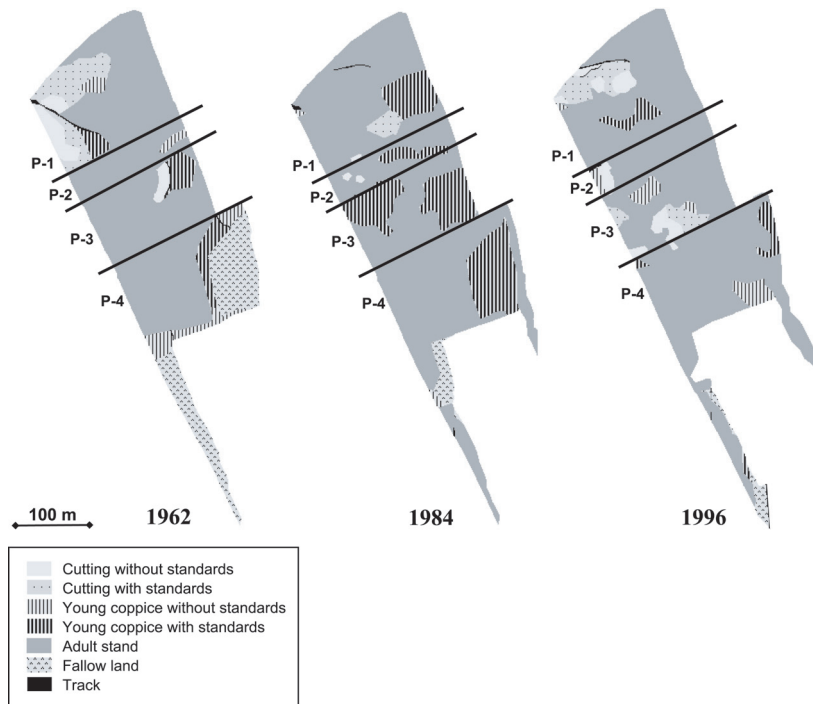 P-1
P-2
P-3
P-4
P-1
P-2
P-3
P-4
P-1
P-2
P-3
P-4
100 m
1962
1984
1996
Cutting without standards
Cutting with standards
Young coppice without standards
Young coppice with standards
Adult stand
Fallow land
Track